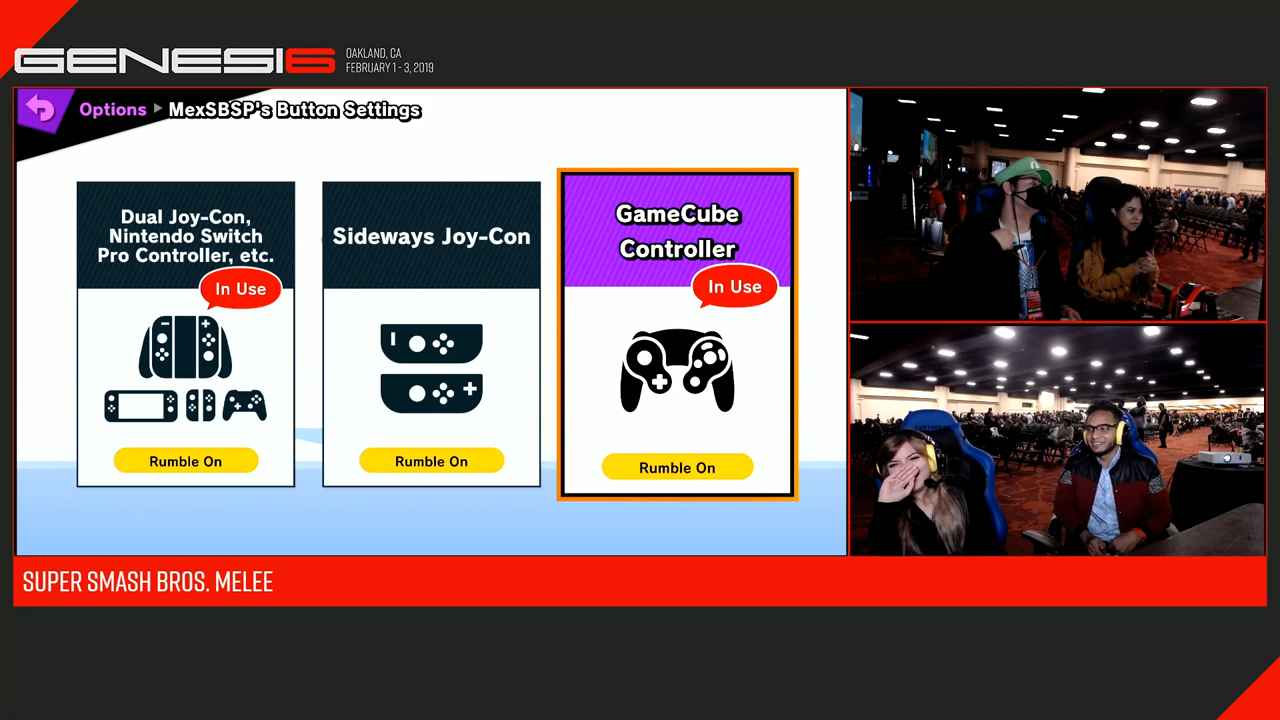 GENESI6
OAKLAND, CA
FEBRUARY 1 - 3, 2019
Options ▸ MexSBSP's Button Settings
Dual Joy-Con,
Nintendo Switch
Pro Controller, etc.
In Use
Rumble On
Sideways Joy-Con
Rumble On
GameCube
Controller
In Use
Rumble On
SUPER SMASH BROS. MELEE